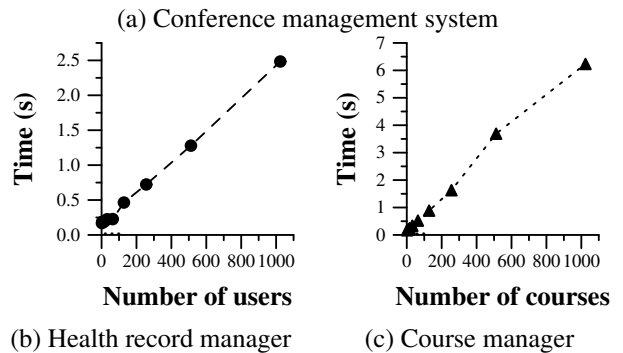 (a) Conference management system
2.5
2.0
1.5
1.0
0.5
0.0
Time (s)
0 200 400 600 800 1000
Number of users
7
6
5
4
3
2
1
0
Time (s)
0 200 400 600 800 1000
Number of courses
(b) Health record manager
(c) Course manager